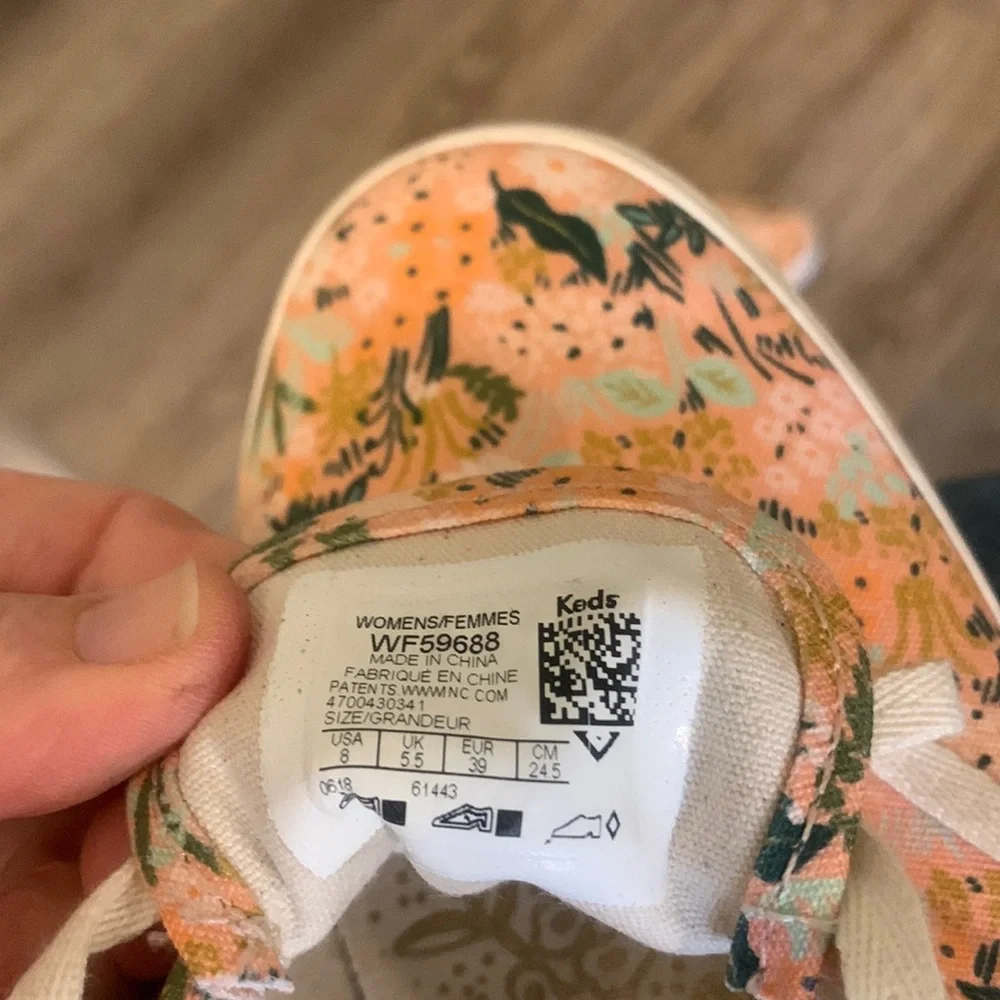 Keds
WOMENS/FEMMES
WF59688
MADE IN CHINA
FABRIQUÉ EN CHINE
PATENTS.WWWNC.COM
4700430341
SIZE/GRANDEUR
USA UK EUR CM
8 5.5 39 24.5
0618 61443